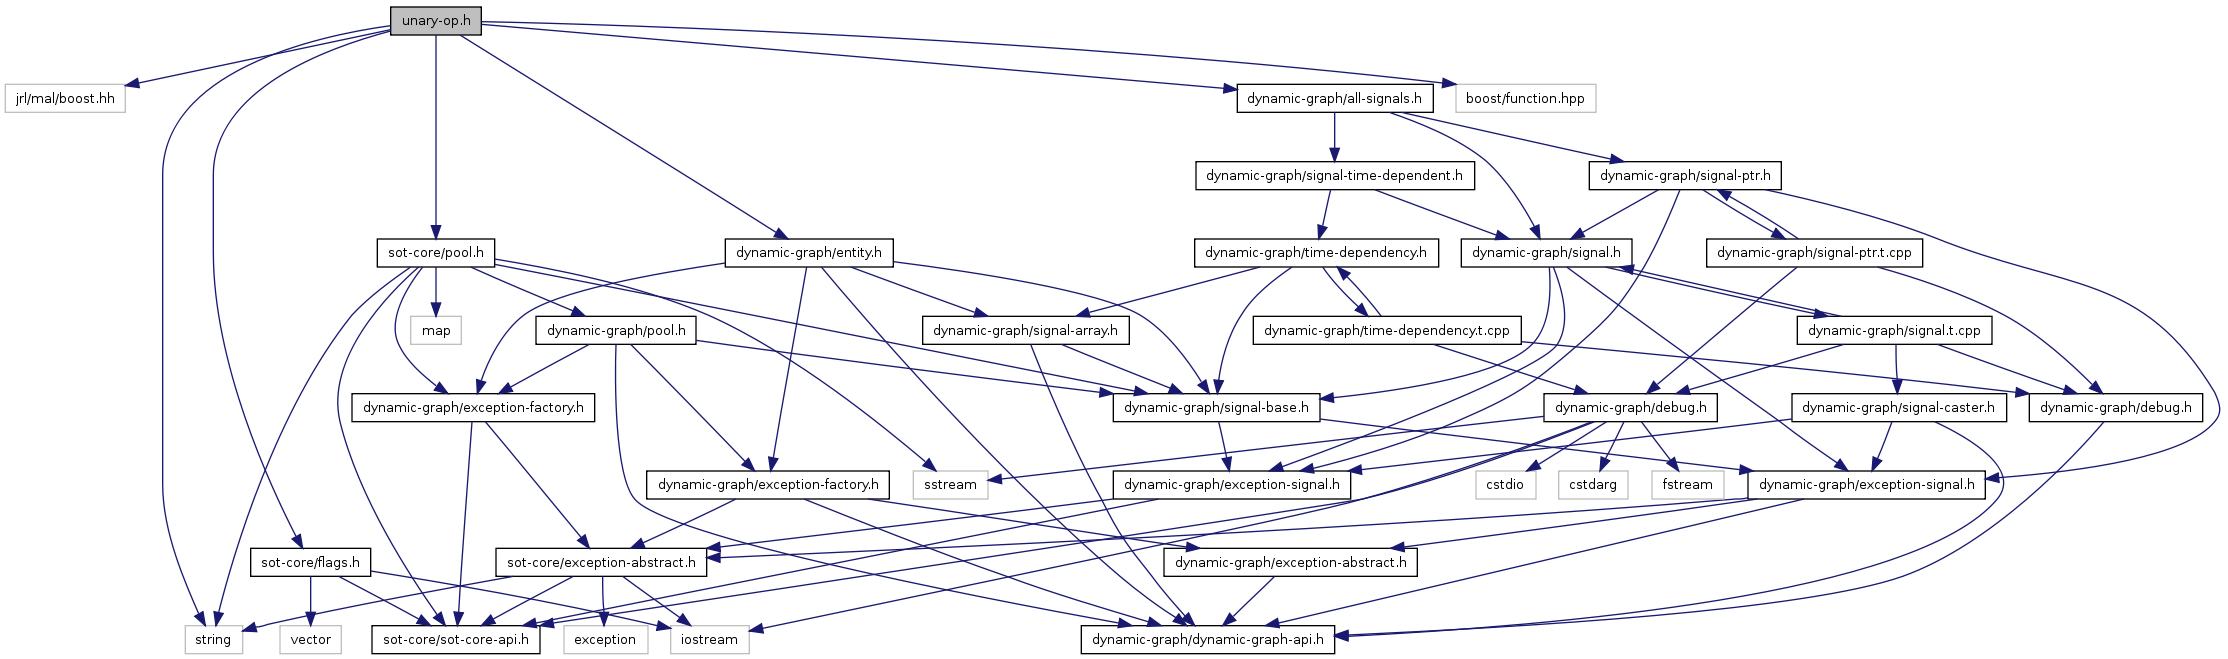 unary-op.h
jrl/mal/boost.hh
dynamic-graph/all-signals.h
boost/function.hpp
dynamic-graph/signal-time-dependent.h
dynamic-graph/signal-ptr.h
sot-core/pool.h
dynamic-graph/entity.h
dynamic-graph/time-dependency.h
dynamic-graph/signal.h
dynamic-graph/signal-ptr.t.cpp
map
dynamic-graph/pool.h
dynamic-graph/signal-array.h
dynamic-graph/time-dependency.t.cpp
dynamic-graph/signal.t.cpp
dynamic-graph/exception-factory.h
dynamic-graph/signal-base.h
dynamic-graph/debug.h
dynamic-graph/signal-caster.h
dynamic-graph/debug.h
dynamic-graph/exception-factory.h
sstream
dynamic-graph/exception-signal.h
cstdio
cstdarg
fstream
dynamic-graph/exception-signal.h
sot-core/flags.h
sot-core/exception-abstract.h
dynamic-graph/exception-abstract.h
string
vector
sot-core/sot-core-api.h
exception
iostream
dynamic-graph/dynamic-graph-api.h